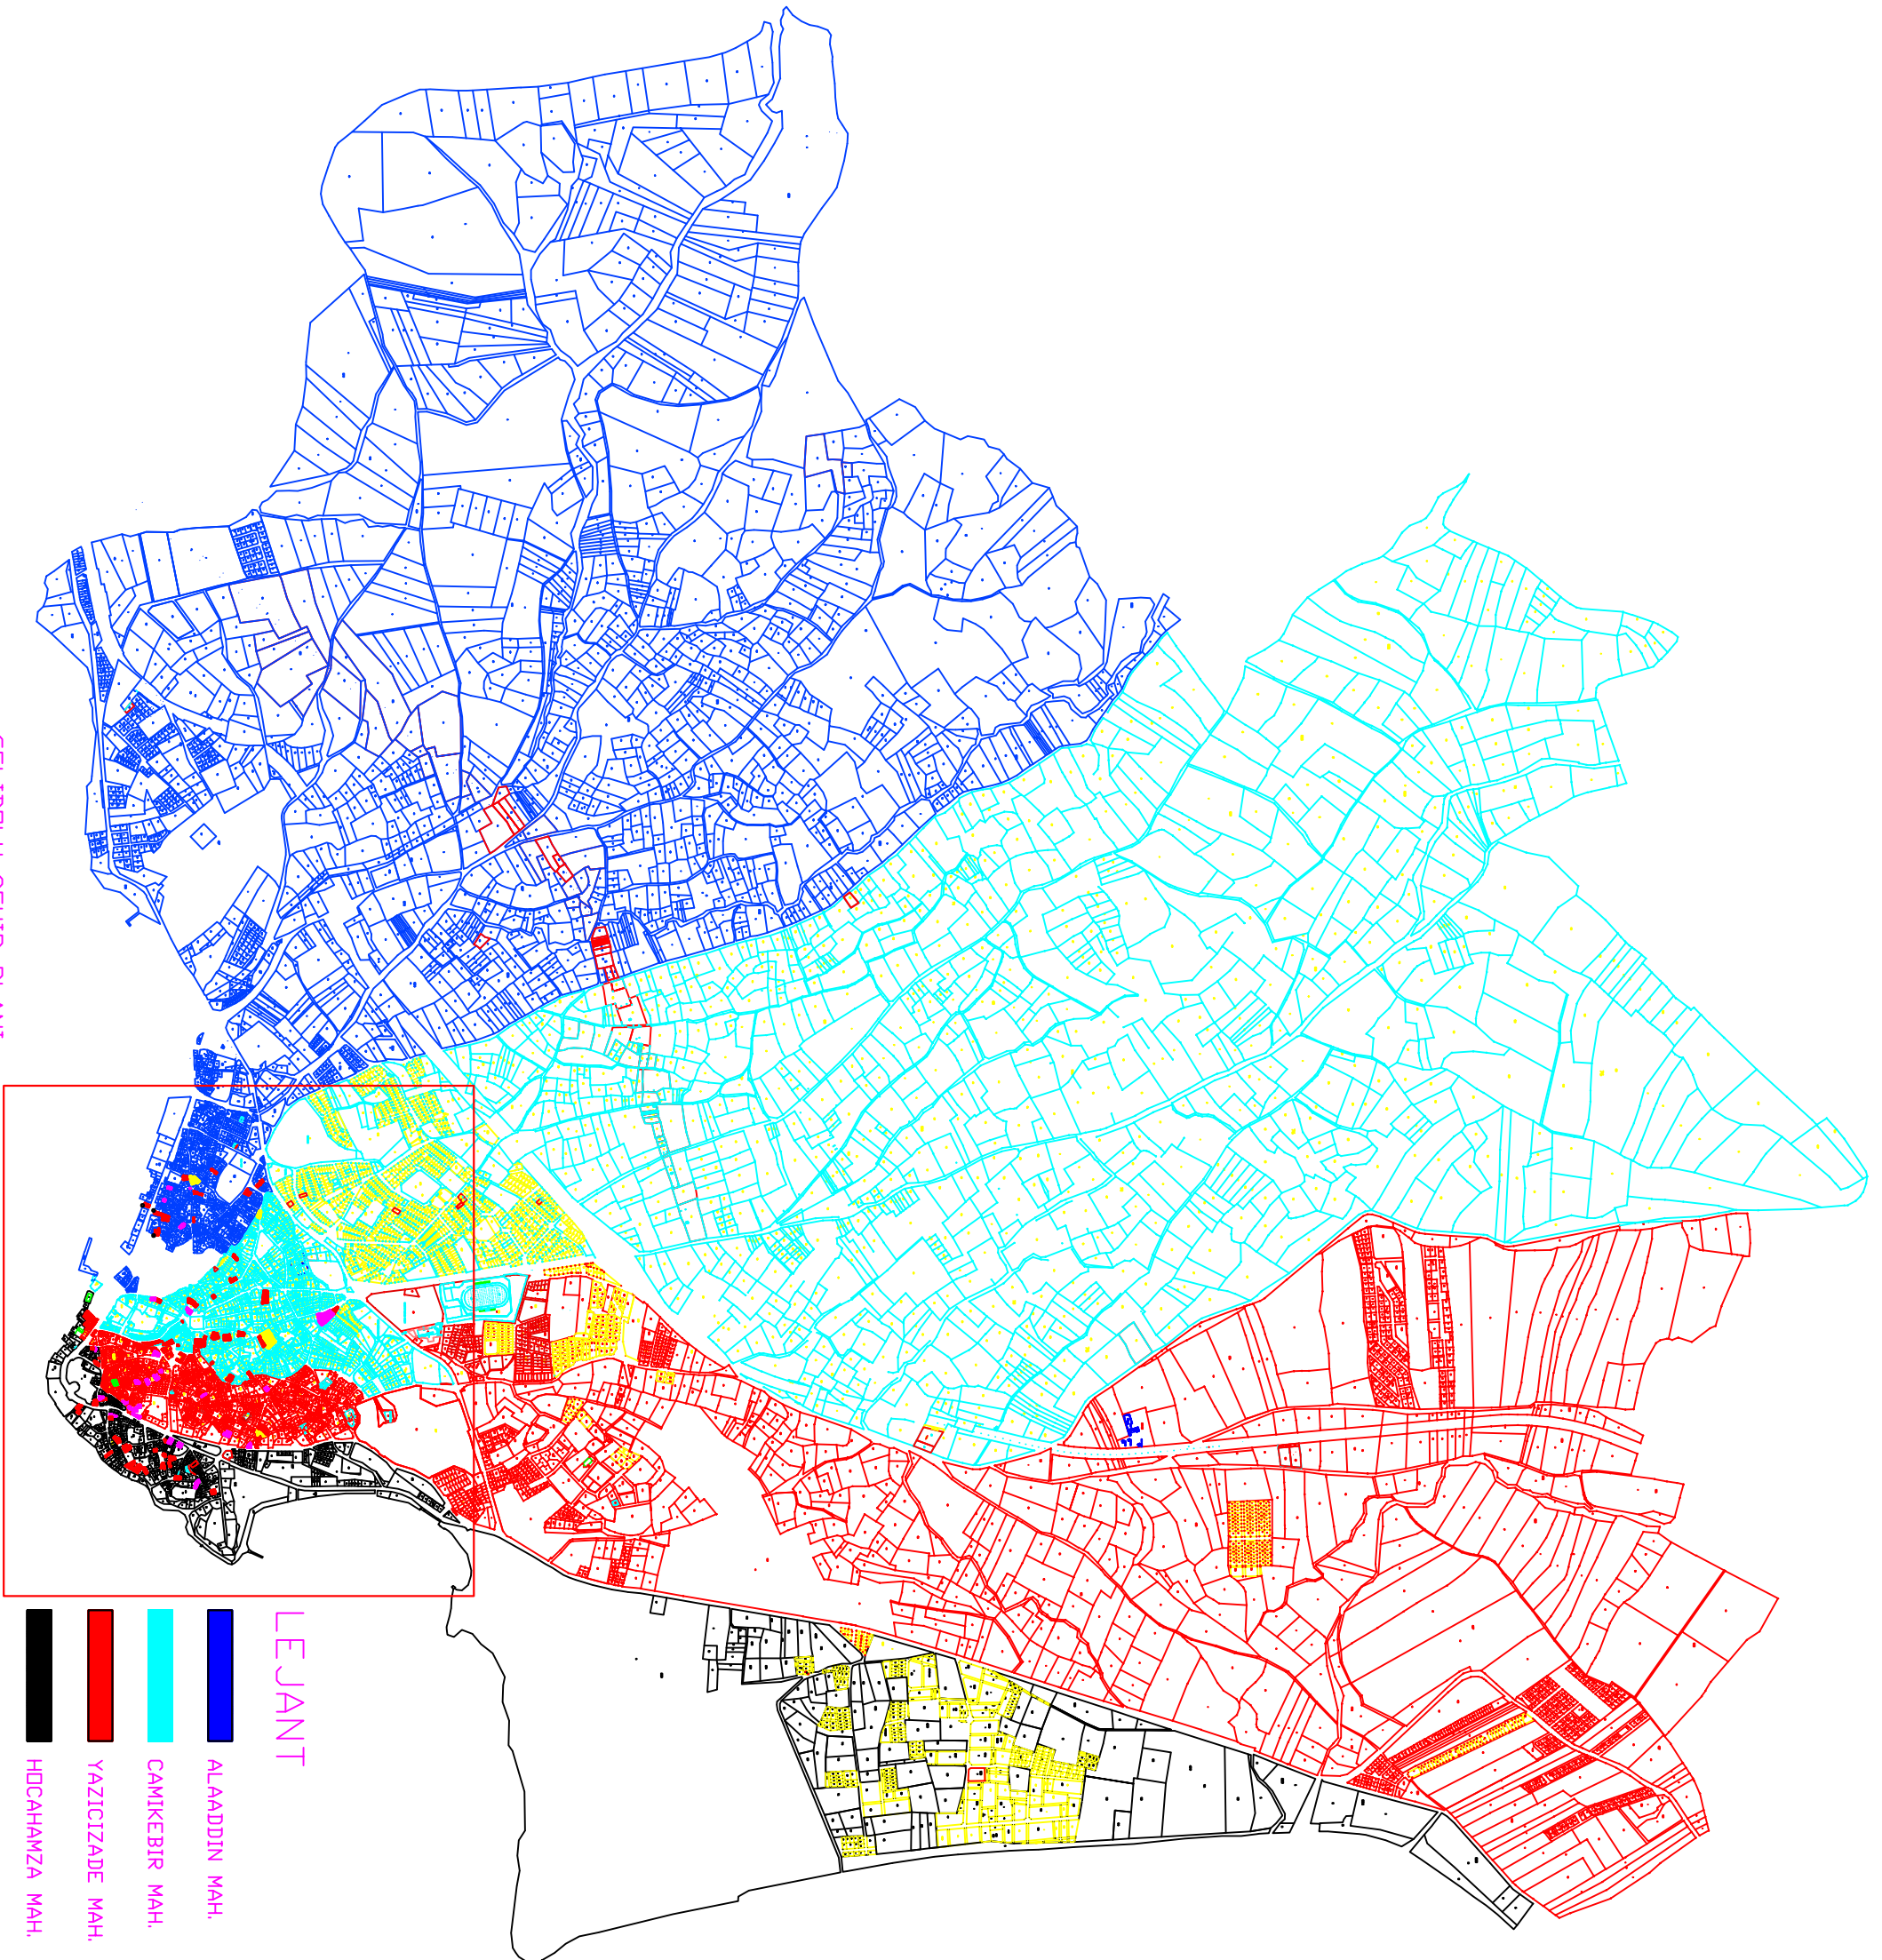 LEJANT
ALAADDIN MAH.
CAMIKEBIR MAH.
YAZICIZADE MAH.
HOCAHAMZA MAH.